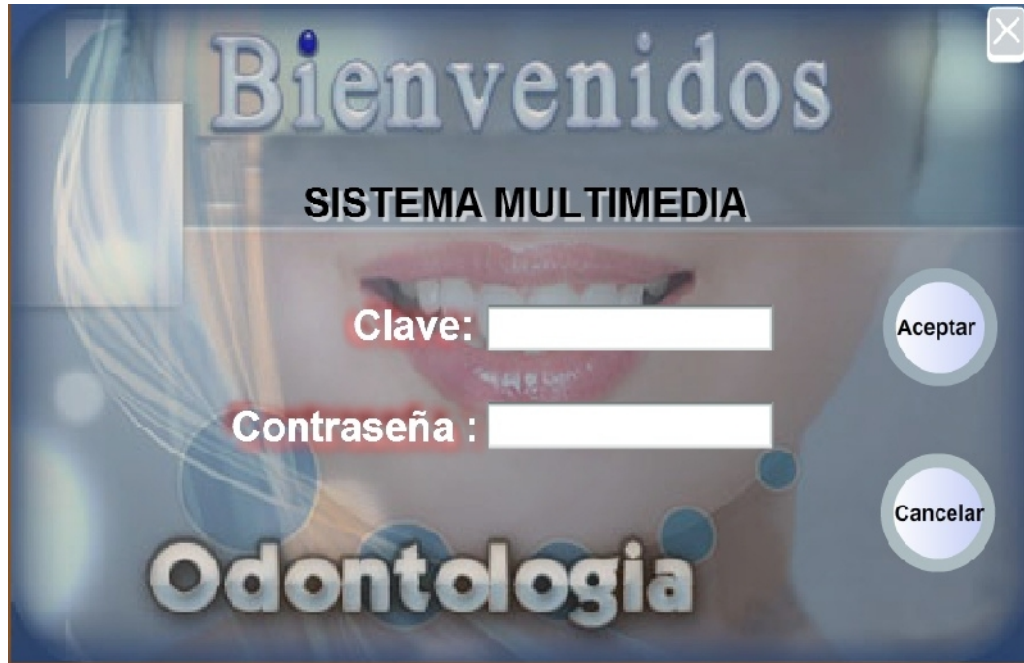 Bienvenidos
SISTEMA MULTIMEDIA
Clave:
Aceptar
Contraseña :
Cancelar
Odontologia